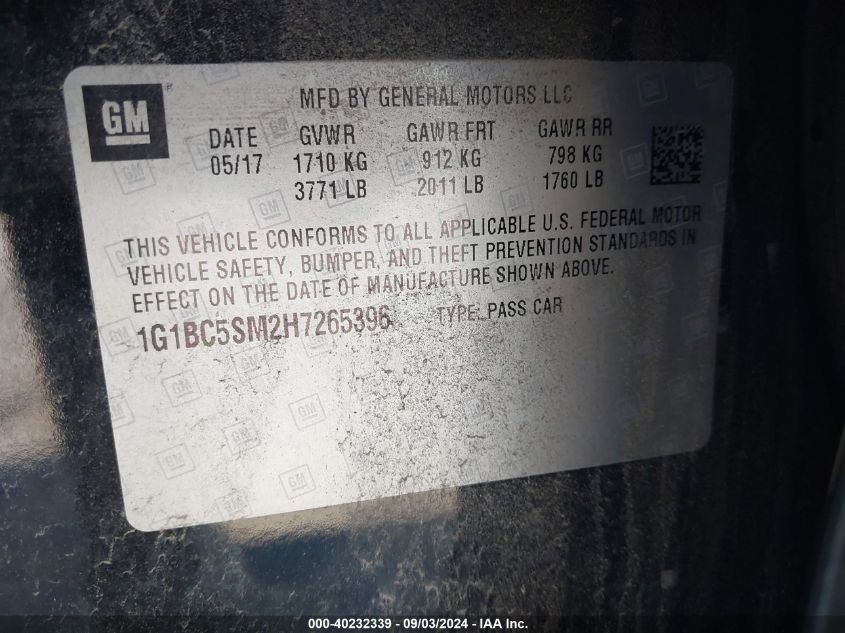 GM
MFD BY GENERAL MOTORS LLC
DATE GVWR GAWR FRT GAWR RR
05/17 1710 KG 912 KG 798 KG
3771 LB 2011 LB 1760 LB
THIS VEHICLE CONFORMS TO ALL APPLICABLE U.S. FEDERAL MOTOR
VEHICLE SAFETY, BUMPER, AND THEFT PREVENTION STANDARDS IN
EFFECT ON THE DATE OF MANUFACTURE SHOWN ABOVE.
1G1BC5SM2H7265396 TYPE: PASS CAR
000-40232339 - 09/03/2024 - IAA Inc.